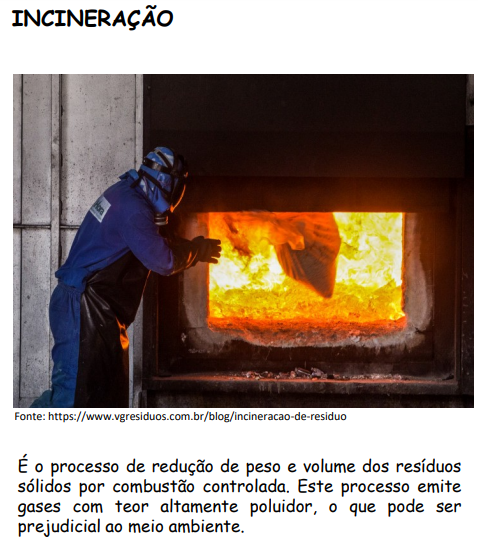 INCINERAÇÃO
Fonte: https://www.vgresiduos.com.br/blog/incineracao-de-residuo
É o processo de redução de peso e volume dos resíduos
sólidos por combustão controlada. Este processo emite
gases com teor altamente poluidor, o que pode ser
prejudicial ao meio ambiente.